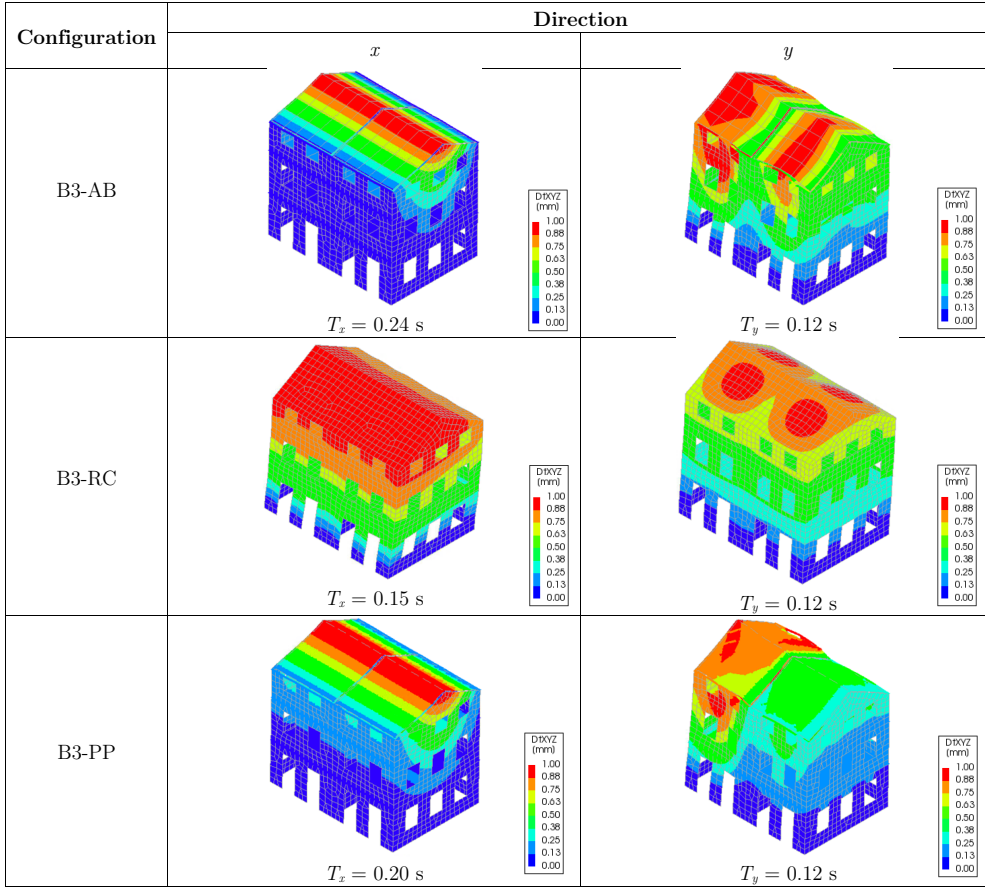 Configuration
Direction
x
y
B3-AB
DtXYZ
(mm)
1.00
0.88
0.75
0.63
0.50
0.38
0.25
0.13
0.00
Tx = 0.24 s
DtXYZ
(mm)
1.00
0.88
0.75
0.63
0.50
0.38
0.25
0.13
0.00
Ty = 0.12 s
B3-RC
DtXYZ
(mm)
1.00
0.88
0.75
0.63
0.50
0.38
0.25
0.13
0.00
Tx = 0.15 s
DtXYZ
(mm)
1.00
0.88
0.75
0.63
0.50
0.38
0.25
0.13
0.00
Ty = 0.12 s
B3-PP
DtXYZ
(mm)
1.00
0.88
0.75
0.63
0.50
0.38
0.25
0.13
0.00
Tx = 0.20 s
DtXYZ
(mm)
1.00
0.88
0.75
0.63
0.50
0.38
0.25
0.13
0.00
Ty = 0.12 s